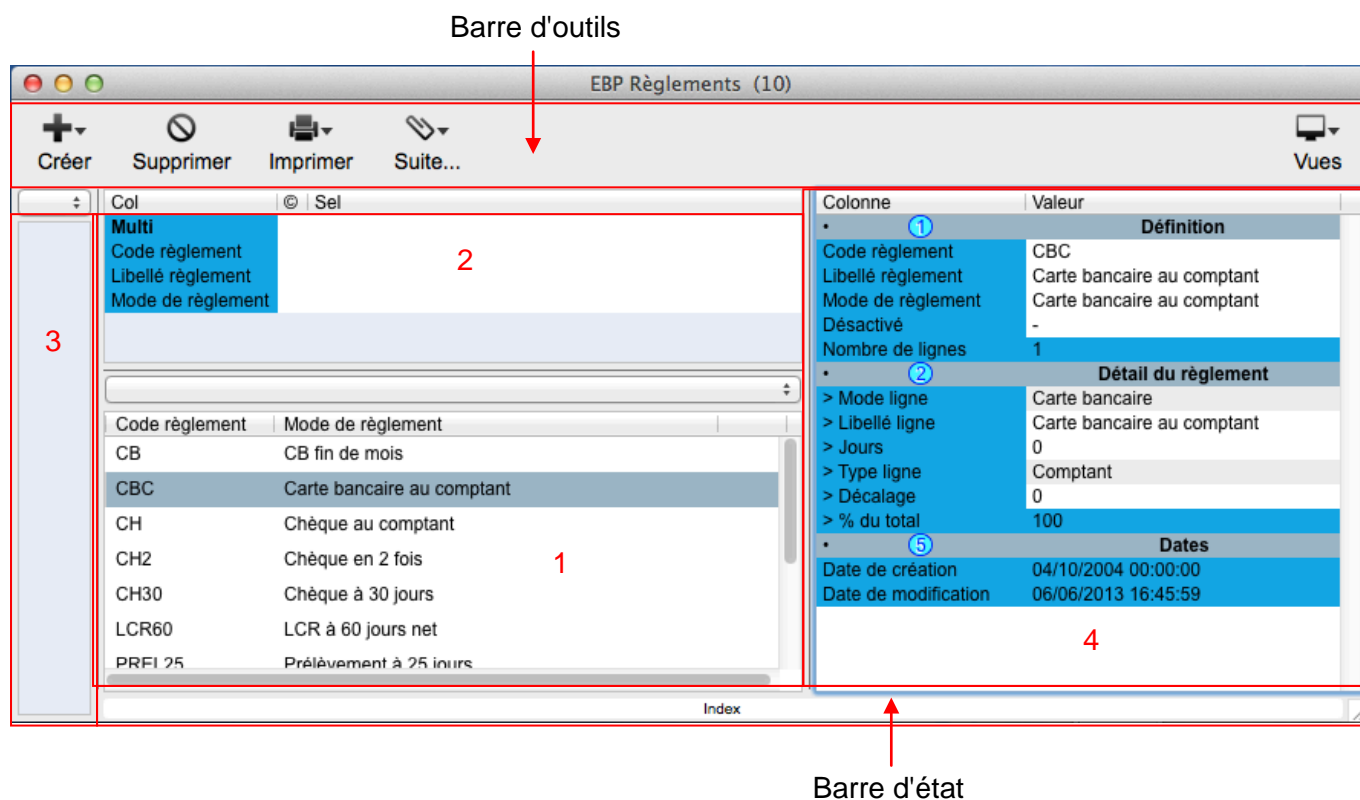 Barre d'outils
EBP Règlements (10)
Créer Supprimer Imprimer Suite... Vues
Col © Sel
Multi
Code règlement
Libellé règlement
Mode de règlement
2
3
Code règlement Mode de règlement
CB CB fin de mois
CBC Carte bancaire au comptant
CH Chèque au comptant
CH2 Chèque en 2 fois
1
CH30 Chèque à 30 jours
LCR60 LCR à 60 jours net
PREL25 Prélèvement à 25 jours
Colonne Valeur
• 1 Définition
Code règlement CBC
Libellé règlement Carte bancaire au comptant
Mode de règlement Carte bancaire au comptant
Désactivé -
Nombre de lignes 1
• 2 Détail du règlement
> Mode ligne Carte bancaire
> Libellé ligne Carte bancaire au comptant
> Jours 0
> Type ligne Comptant
> Décalage 0
> % du total 100
• 5 Dates
Date de création 04/10/2004 00:00:00
Date de modification 06/06/2013 16:45:59
4
Index
Barre d'état